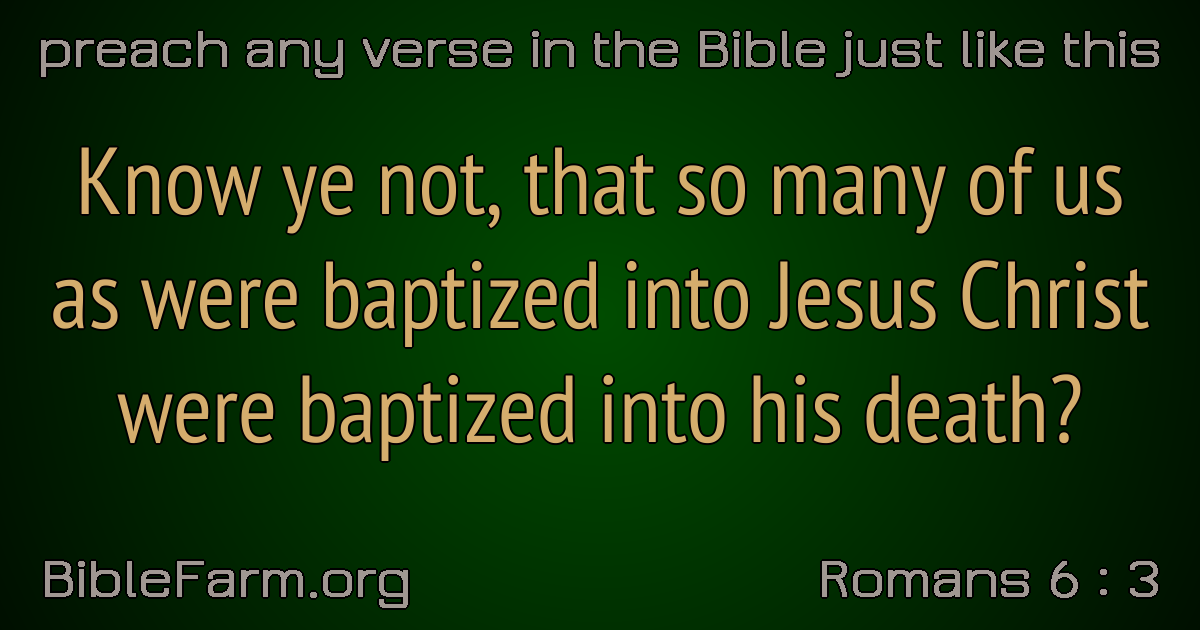 preach any verse in the Bible just like this
Know ye not, that so many of us
as were baptized into Jesus Christ
were baptized into his death?
BibleFarm.org
Romans 6 : 3